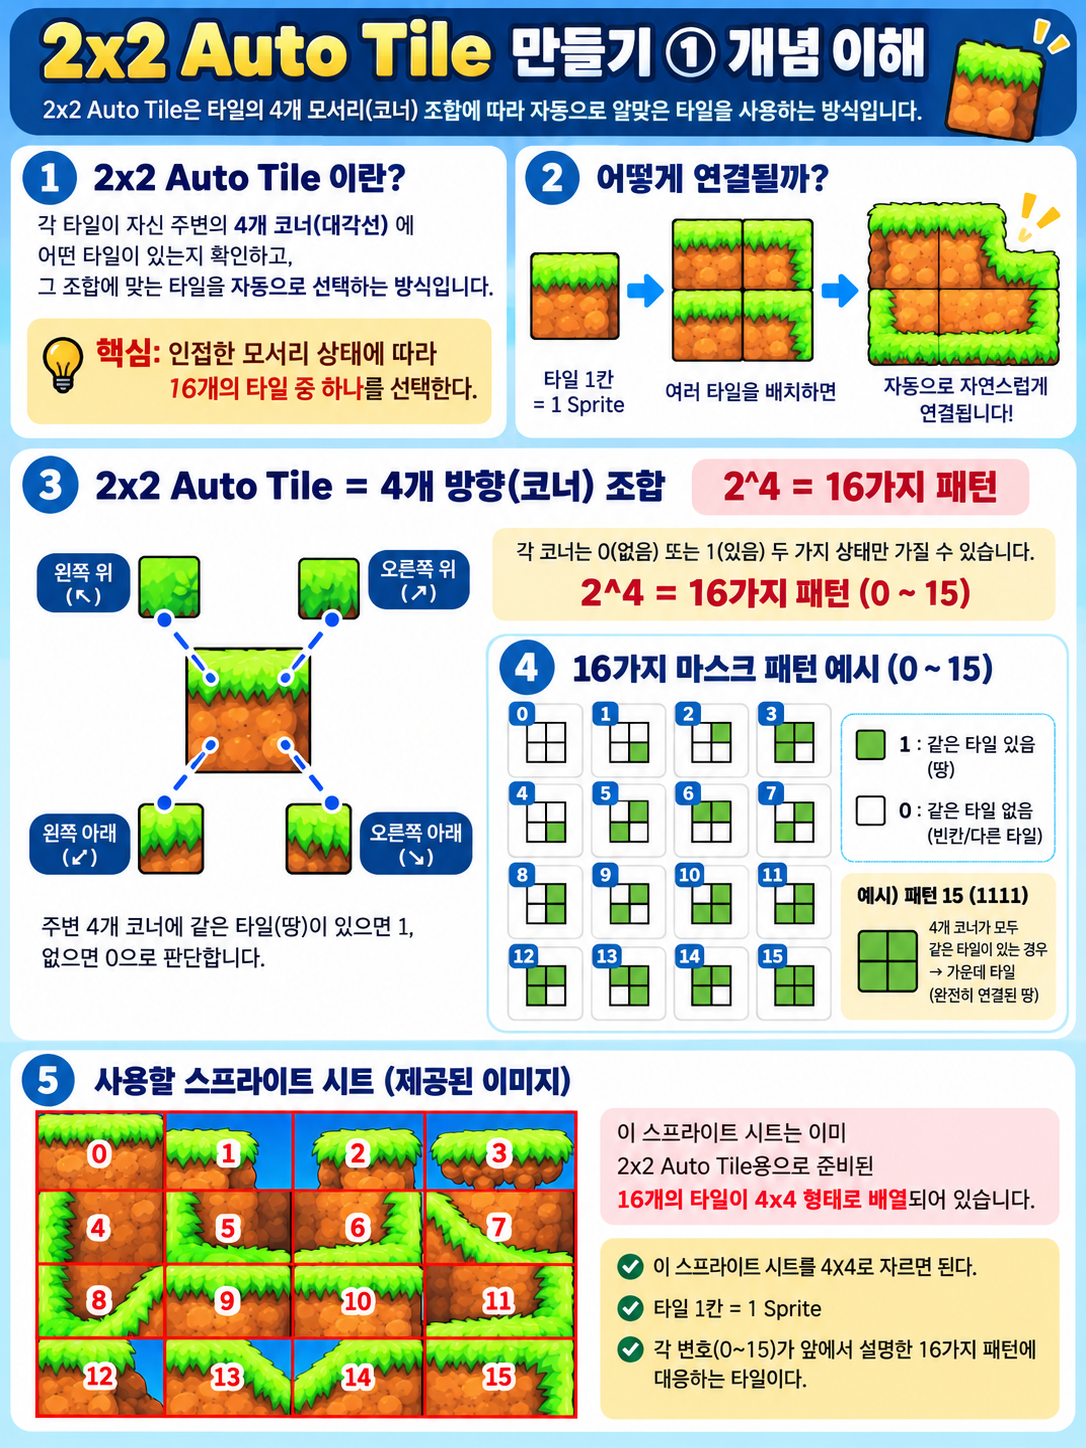 2x2 Auto Tile 만들기 ① 개념 이해
2x2 Auto Tile은 타일의 4개 모서리(코너) 조합에 따라 자동으로 알맞은 타일을 사용하는 방식입니다.
1 2x2 Auto Tile 이란?
각 타일이 자신 주변의 4개 코너(대각선) 에
어떤 타일이 있는지 확인하고,
그 조합에 맞는 타일을 자동으로 선택하는 방식입니다.
핵심: 인접한 모서리 상태에 따라
16개의 타일 중 하나를 선택한다.
2 어떻게 연결될까?
타일 1칸
= 1 Sprite
여러 타일을 배치하면
자동으로 자연스럽게
연결됩니다!
3 2x2 Auto Tile = 4개 방향(코너) 조합
2^4 = 16가지 패턴
왼쪽 위
(↖)
오른쪽 위
(↗)
왼쪽 아래
(↙)
오른쪽 아래
(↘)
주변 4개 코너에 같은 타일(땅)이 있으면 1,
없으면 0으로 판단합니다.
각 코너는 0(없음) 또는 1(있음) 두 가지 상태만 가질 수 있습니다.
2^4 = 16가지 패턴 (0 ~ 15)
4 16가지 마스크 패턴 예시 (0 ~ 15)
0 1 2 3
4 5 6 7
8 9 10 11
12 13 14 15
1 : 같은 타일 있음
(땅)
0 : 같은 타일 없음
(빈칸/다른 타일)
예시) 패턴 15 (1111)
4개 코너가 모두
같은 타일이 있는 경우
→ 가운데 타일
(완전히 연결된 땅)
5 사용할 스프라이트 시트 (제공된 이미지)
0 1 2 3
4 5 6 7
8 9 10 11
12 13 14 15
이 스프라이트 시트는 이미
2x2 Auto Tile용으로 준비된
16개의 타일이 4x4 형태로 배열되어 있습니다.
이 스프라이트 시트를 4X4로 자르면 된다.
타일 1칸 = 1 Sprite
각 번호(0~15)가 앞에서 설명한 16가지 패턴에
대응하는 타일이다.